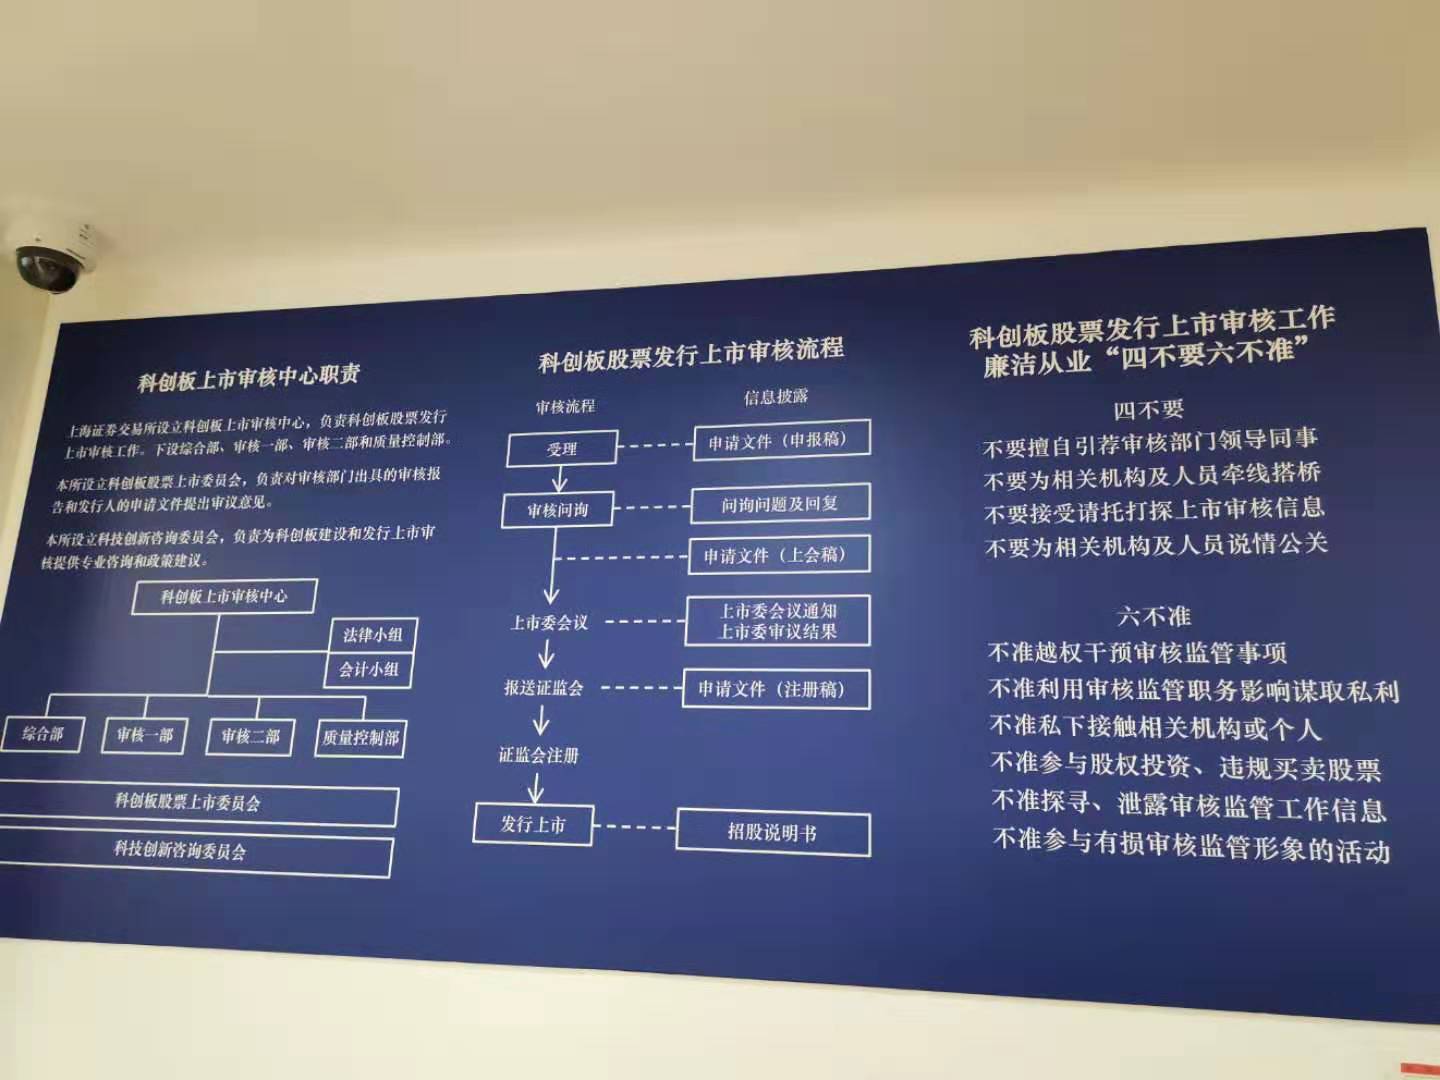 科创板上市审核中心职责
上海证券交易所设立科创板上市审核中心，负责科创板股票发行
上市审核工作。下设综合部、审核一部、审核二部和质量控制部。
本所设立科创板股票上市委员会，负责对审核部门出具的审核报
告和发行人的申请文件提出审议意见。
本所设立科技创新咨询委员会，负责为科创板建设和发行上市审
核提供专业咨询和政策建议。
科创板上市审核中心
法律小组
会计小组
综合部
审核一部
审核二部
质量控制部
科创板股票上市委员会
科技创新咨询委员会
科创板股票发行上市审核流程
审核流程
信息披露
受理
申请文件（申报稿）
审核问询
问询问题及回复
申请文件（上会稿）
上市委会议
上市委会议通知
上市委审议结果
报送证监会
申请文件（注册稿）
证监会注册
发行上市
招股说明书
科创板股票发行上市审核工作
廉洁从业“四不要六不准”
四不要
不要擅自引荐审核部门领导同事
不要为相关机构及人员牵线搭桥
不要接受请托打探上市审核信息
不要为相关机构及人员说情公关
六不准
不准越权干预审核监管事项
不准利用审核监管职务影响谋取私利
不准私下接触相关机构或个人
不准参与股权投资、违规买卖股票
不准探寻、泄露审核监管工作信息
不准参与有损审核监管形象的活动